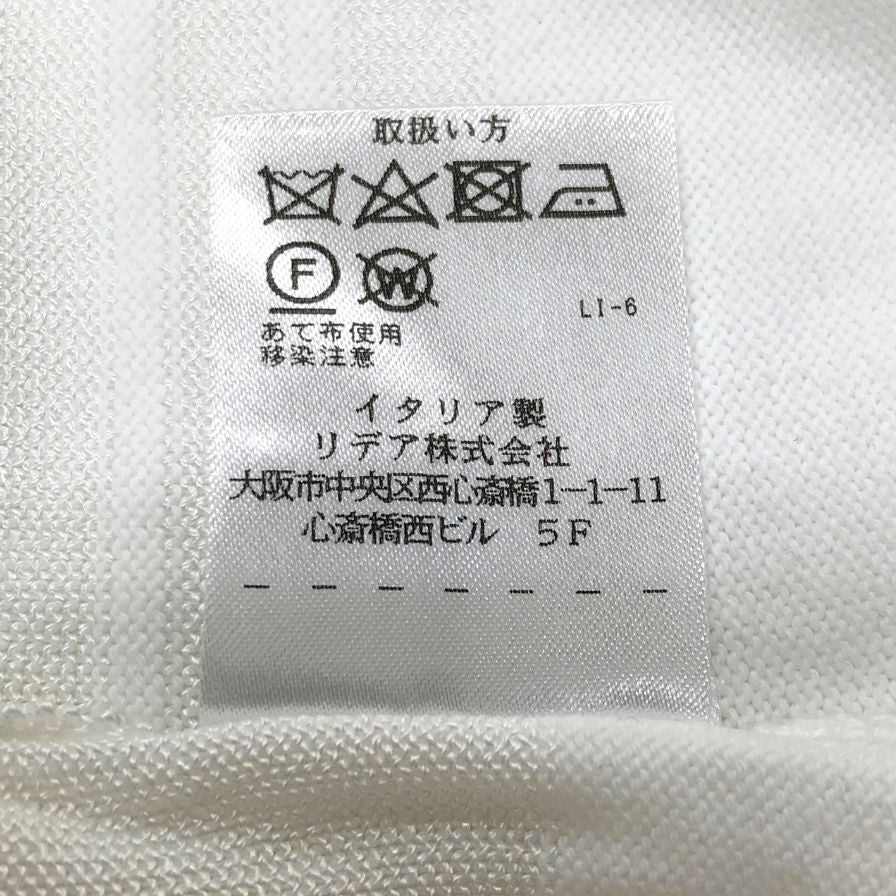 取扱い方
F W
LI-6
あて布使用
移染注意
イタリア製
リデア株式会社
大阪市中央区西心斎橋1-1-11
心斎橋西ビル 5F